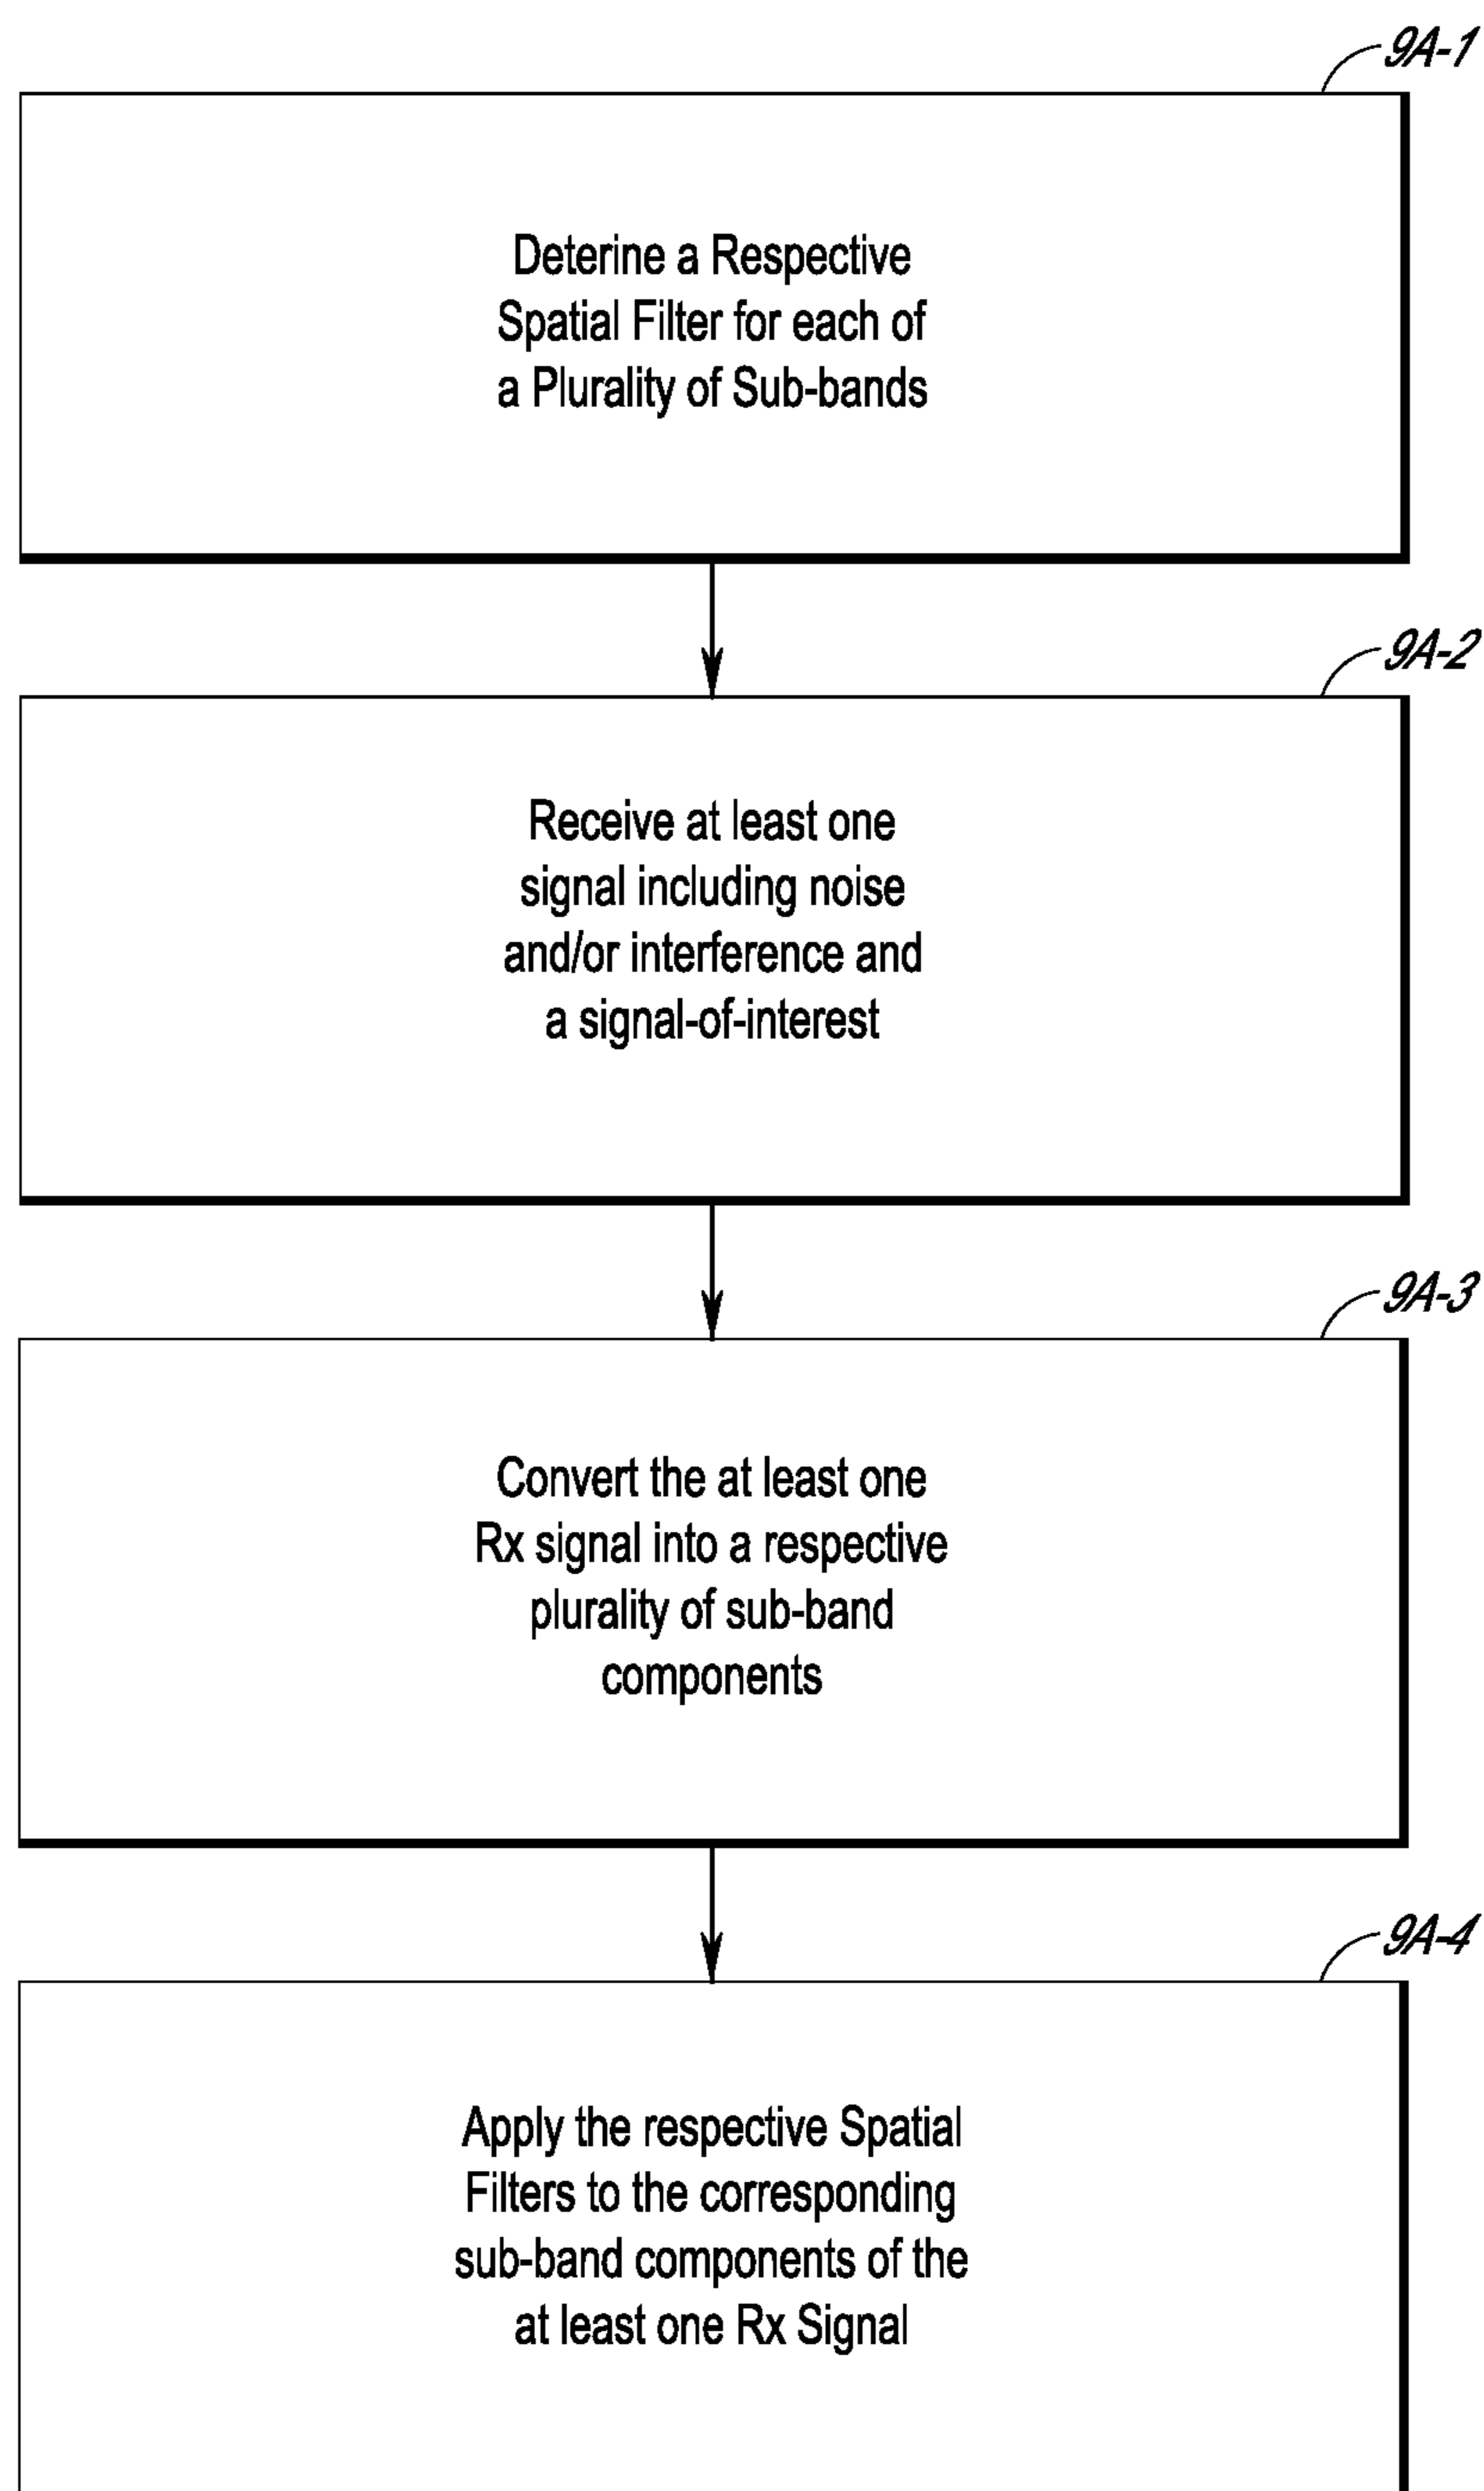 9A-1
Deterine a Respective
Spatial Filter for each of
a Plurality of Sub-bands
9A-2
Receive at least one
signal including noise
and/or interference and
a signal-of-interest
9A-3
Convert the at least one
Rx signal into a respective
plurality of sub-band
components
9A-4
Apply the respective Spatial
Filters to the corresponding
sub-band components of the
at least one Rx Signal